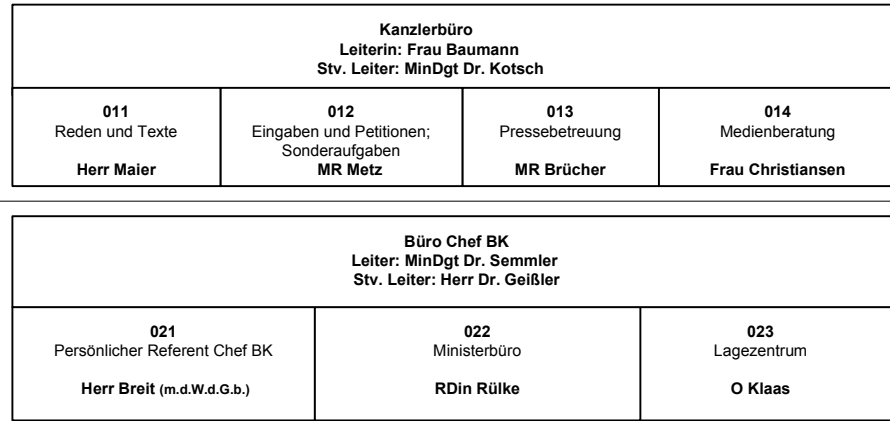 Kanzlerbüro
Leiterin: Frau Baumann
Stv. Leiter: MinDgt Dr. Kotsch
011
Reden und Texte
Herr Maier
012
Eingaben und Petitionen;
Sonderaufgaben
MR Metz
013
Pressebetreuung
MR Brücher
014
Medienberatung
Frau Christiansen
Büro Chef BK
Leiter: MinDgt Dr. Semmler
Stv. Leiter: Herr Dr. Geißler
021
Persönlicher Referent Chef BK
Herr Breit (m.d.W.d.G.b.)
022
Ministerbüro
RDin Rülke
023
Lagezentrum
O Klaas